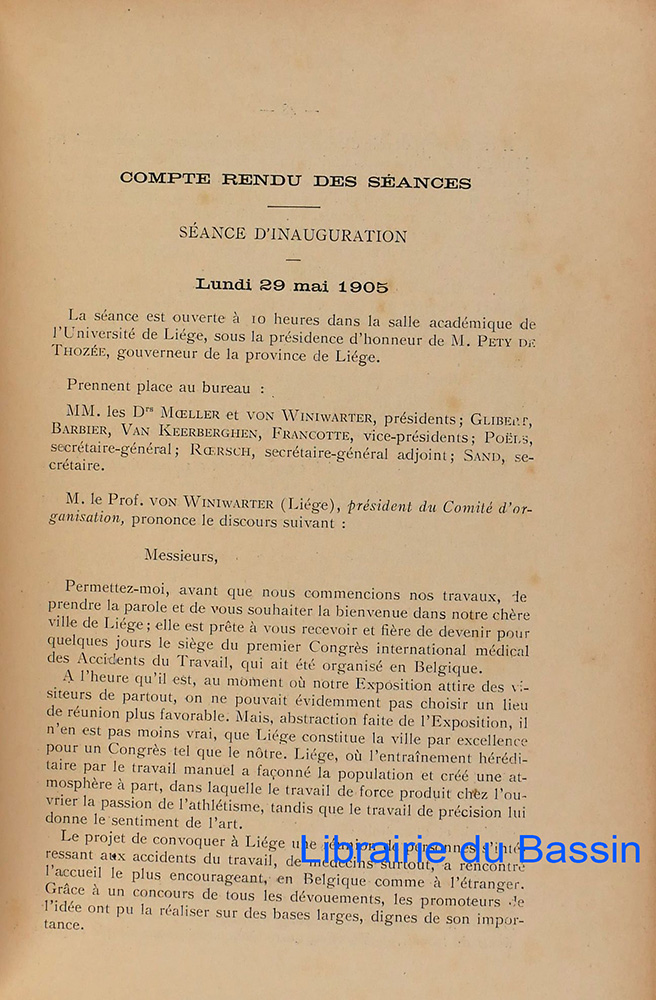 COMPTE RENDU DES SÉANCES
SÉANCE D'INAUGURATION
Lundi 29 mai 1905
La séance est ouverte à 10 heures dans la salle académique de
l'Université de Liége, sous la présidence d'honneur de M. PETY DE
THOZÉE, gouverneur de la province de Liége.
Prennent place au bureau :
MM. les Drs MŒLLER et VON WINIWARTER, présidents; GLIBERT,
BARBIER, VAN KEERBERGHEN, FRANCOTTE, vice-présidents; POËLS,
secrétaire-général; RŒRSCH, secrétaire-général adjoint; SAND, se-
crétaire.
M. le Prof. VON WINIWARTER (Liége), président du Comité d'or-
ganisation, prononce le discours suivant :
Messieurs,
Permettez-moi, avant que nous commencions nos travaux, de
prendre la parole et de vous souhaiter la bienvenue dans notre chère
ville de Liége; elle est prête à vous recevoir et fière de devenir pour
quelques jours le siège du premier Congrès international médical
des Accidents du Travail, qui ait été organisé en Belgique.
A l'heure qu'il est, au moment où notre Exposition attire des vi-
siteurs de partout, on ne pouvait évidemment pas choisir un lieu
de réunion plus favorable. Mais, abstraction faite de l'Exposition, il
n'en est pas moins vrai, que Liége constitue la ville par excellence
pour un Congrès tel que le nôtre. Liége, où l'entraînement hérédi-
taire par le travail manuel a façonné la population et créé une at-
mosphère à part, dans laquelle le travail de force produit chez l'ou-
vrier la passion de l'athlétisme, tandis que le travail de précision lui
donne le sentiment de l'art.
Le projet de convoquer à Liége une réunion de personnes s'inté-
ressant aux accidents du travail, de médecins surtout, a rencontré
l'accueil le plus encourageant, en Belgique comme à l'étranger.
Grâce à un concours de tous les dévouements, les promoteurs de
l'idée ont pu la réaliser sur des bases larges, dignes de son impor-
tance.
Librairie du Bassin